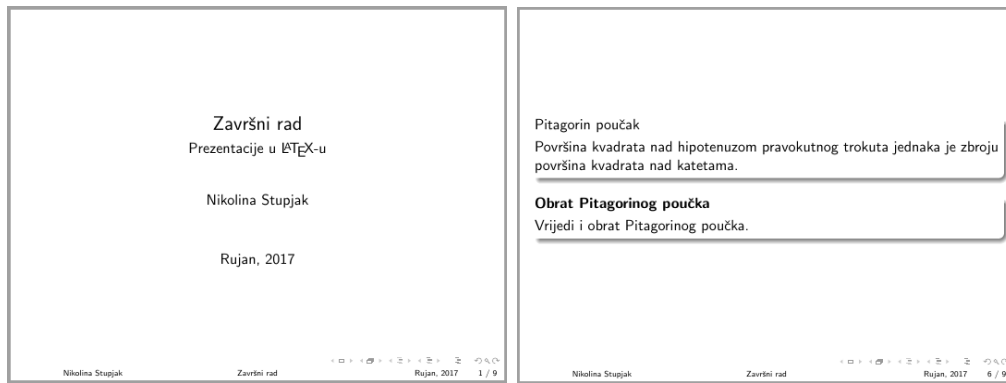 Završni rad
Prezentacije u LATEX-u
Nikolina Stupjak
Rujan, 2017
Nikolina Stupjak Završni rad Rujan, 2017 1 / 9
Pitagorin poučak
Površina kvadrata nad hipotenuzom pravokutnog trokuta jednaka je zbroju
površina kvadrata nad katetama.
Obrat Pitagorinog poučka
Vrijedi i obrat Pitagorinog poučka.
Nikolina Stupjak Završni rad Rujan, 2017 6 / 9